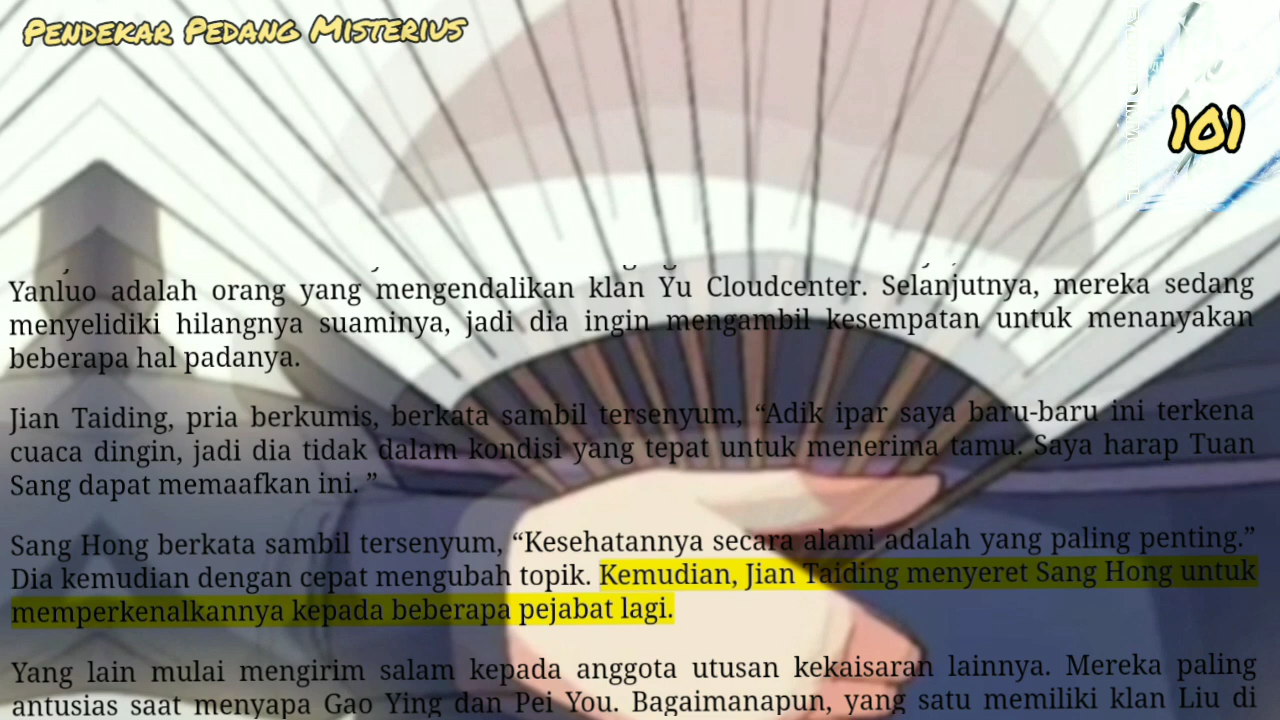 Pendekar Pedang Misterius
101
Yanluo adalah orang yang mengendalikan klan Yu Cloudcenter. Selanjutnya, mereka sedang
menyelidiki hilangnya suaminya, jadi dia ingin mengambil kesempatan untuk menanyakan
beberapa hal padanya.
Jian Taiding, pria berkumis, berkata sambil tersenyum, “Adik ipar saya baru-baru ini terkena
cuaca dingin, jadi dia tidak dalam kondisi yang tepat untuk menerima tamu. Saya harap Tuan
Sang dapat memaafkan ini. ”
Sang Hong berkata sambil tersenyum, “Kesehatannya secara alami adalah yang paling penting.”
Dia kemudian dengan cepat mengubah topik. Kemudian, Jian Taiding menyeret Sang Hong untuk
memperkenalkannya kepada beberapa pejabat lagi.
Yang lain mulai mengirim salam kepada anggota utusan kekaisaran lainnya. Mereka paling
antusias saat menyapa Gao Ying dan Pei You. Bagaimanapun, yang satu memiliki klan Liu di